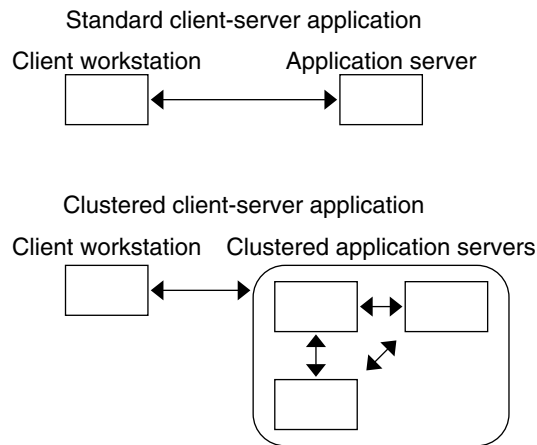 Standard client-server application
Client workstation Application server
Clustered client-server application
Client workstation Clustered application servers